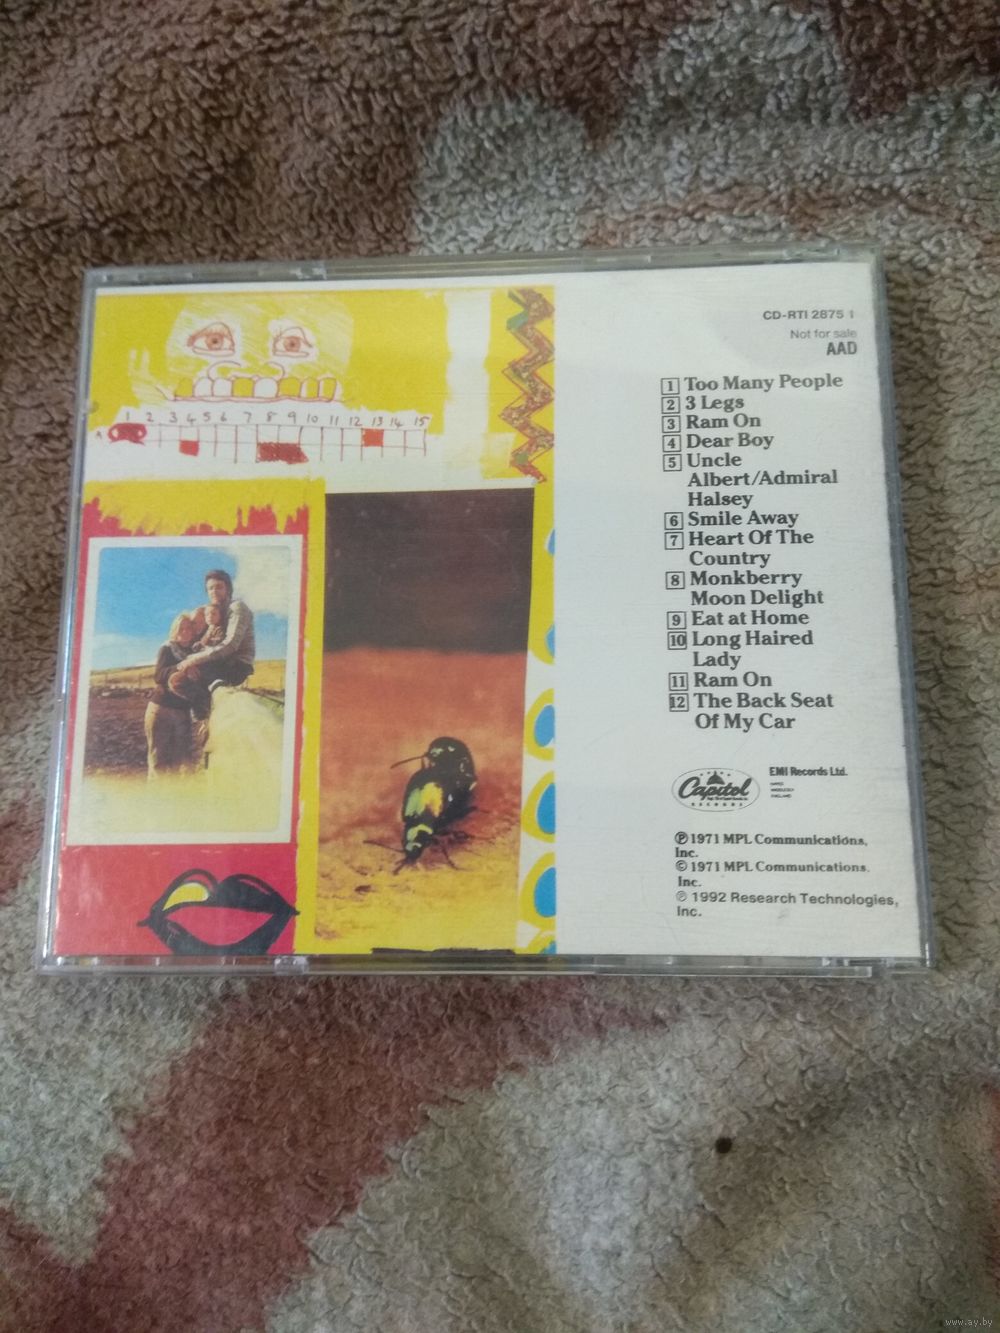 1 2 3 4 5 6 7 8 9 10 11 12 13 14 15
CD-RTI 2875 1
Not for sale
AAD
1 Too Many People
2 3 Legs
3 Ram On
4 Dear Boy
5 Uncle
Albert/Admiral
Halsey
6 Smile Away
7 Heart Of The
Country
8 Monkberry
Moon Delight
9 Eat at Home
10 Long Haired
Lady
11 Ram On
12 The Back Seat
Of My Car
Capitol
RECORDS
EMI Records Ltd.
HAYES
MIDDLESEX
ENGLAND
℗ 1971 MPL Communications,
Inc.
© 1971 MPL Communications,
Inc.
℗ 1992 Research Technologies,
Inc.
www.ay.by